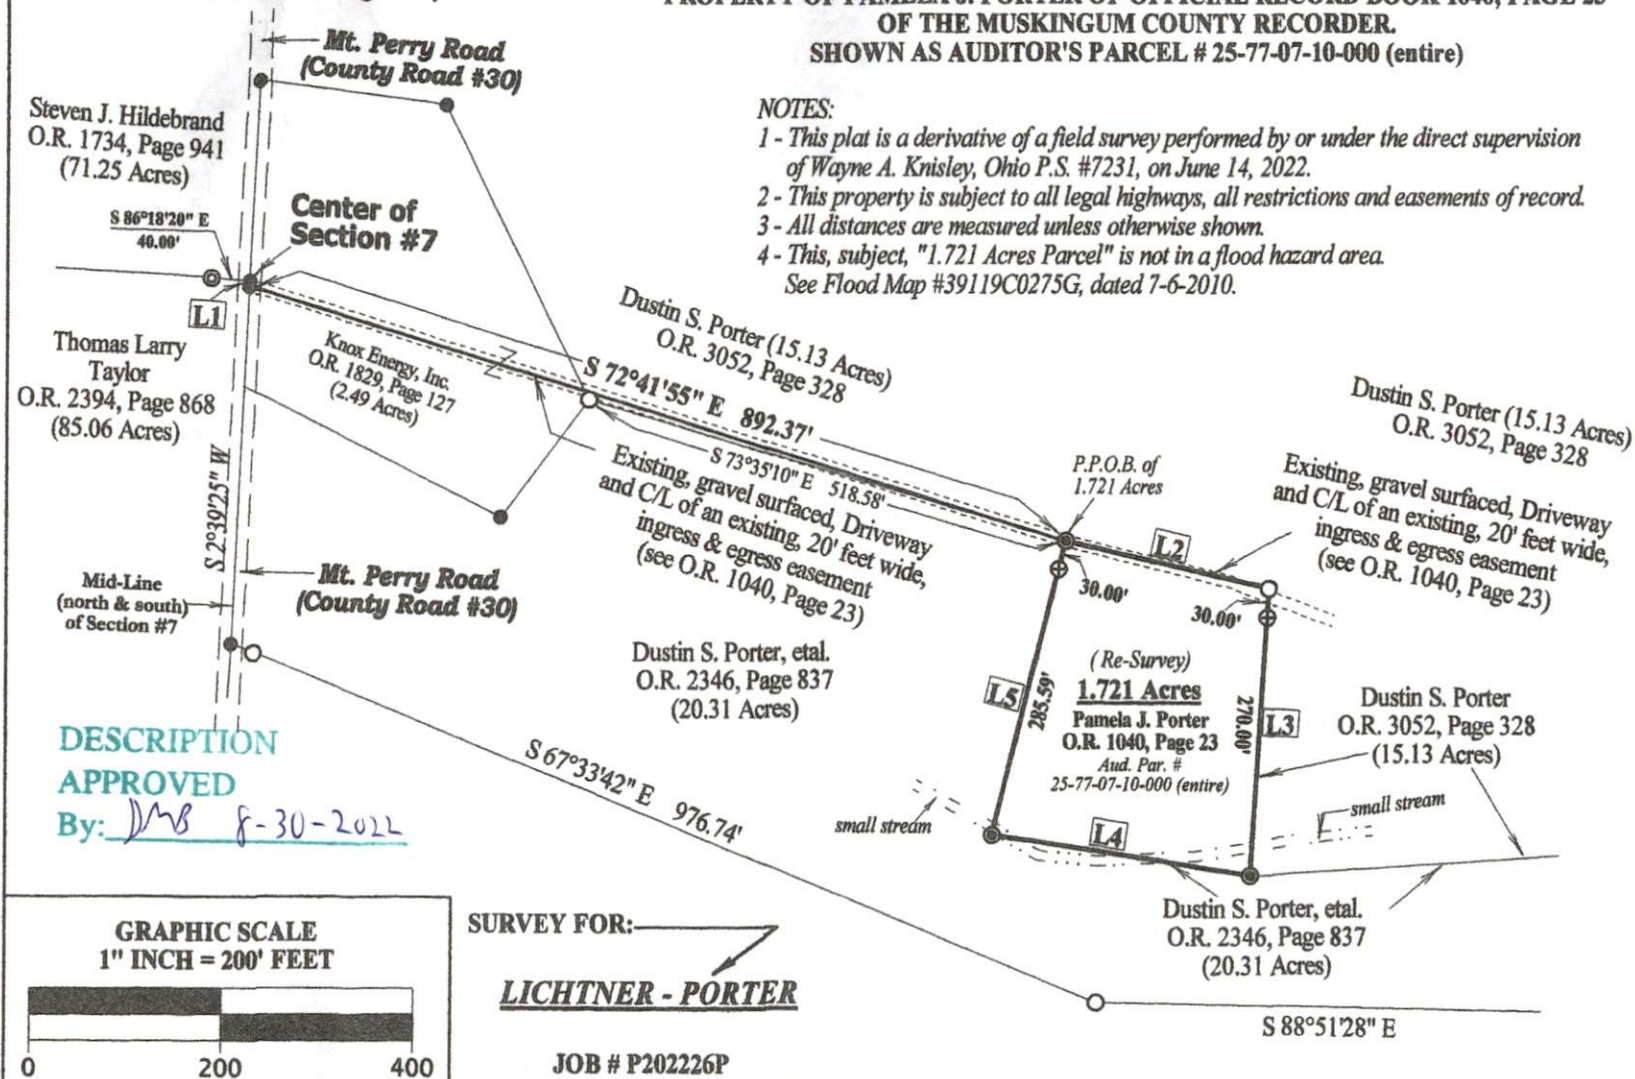 OF THE MUSKINGUM COUNTY RECORDER.
SHOWN AS AUDITOR'S PARCEL # 25-77-07-10-000 (entire)
NOTES:
1 - This plat is a derivative of a field survey performed by or under the direct supervision
of Wayne A. Knisley, Ohio P.S. #7231, on June 14, 2022.
2 - This property is subject to all legal highways, all restrictions and easements of record.
3 - All distances are measured unless otherwise shown.
4 - This, subject, "1.721 Acres Parcel" is not in a flood hazard area.
See Flood Map #39119C0275G, dated 7-6-2010.
Mt. Perry Road
(County Road #30)
Steven J. Hildebrand
O.R. 1734, Page 941
(71.25 Acres)
S 86°18'20" E
40.00'
Center of
Section #7
L1
Thomas Larry
Taylor
O.R. 2394, Page 868
(85.06 Acres)
Knox Energy, Inc.
O.R. 1829, Page 127
(2.49 Acres)
Dustin S. Porter (15.13 Acres)
O.R. 3052, Page 328
S 72°41'55" E 892.37'
S 73°35'10" E 518.58'
Existing, gravel surfaced, Driveway
and C/L of an existing, 20' feet wide,
ingress & egress easement
(see O.R. 1040, Page 23)
P.P.O.B. of
1.721 Acres
Dustin S. Porter (15.13 Acres)
O.R. 3052, Page 328
Existing, gravel surfaced, Driveway
and C/L of an existing, 20' feet wide,
ingress & egress easement
(see O.R. 1040, Page 23)
L2
30.00'
30.00'
S 2°39'25" W
Mid-Line
(north & south)
of Section #7
Mt. Perry Road
(County Road #30)
Dustin S. Porter, etal.
O.R. 2346, Page 837
(20.31 Acres)
L5
285.59'
(Re-Survey)
1.721 Acres
Pamela J. Porter
O.R. 1040, Page 23
Aud. Par. #
25-77-07-10-000 (entire)
270.00'
L3
Dustin S. Porter
O.R. 3052, Page 328
(15.13 Acres)
small stream
small stream
L4
S 67°33'42" E 976.74'
Dustin S. Porter, etal.
O.R. 2346, Page 837
(20.31 Acres)
S 88°51'28" E
DESCRIPTION
APPROVED
By: DMB 8-30-2022
GRAPHIC SCALE
1" INCH = 200' FEET
0 200 400
SURVEY FOR:
LICHTNER - PORTER
JOB # P202226P